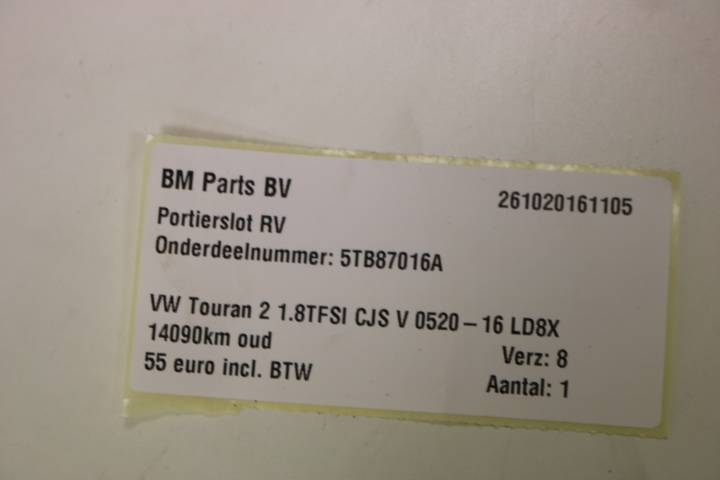 BM Parts BV 261020161105
Portierslot RV
Onderdeelnummer: 5TB87016A
VW Touran 2 1.8TFSI CJS V 0520 – 16 LD8X
14090km oud Verz: 8
55 euro incl. BTW Aantal: 1